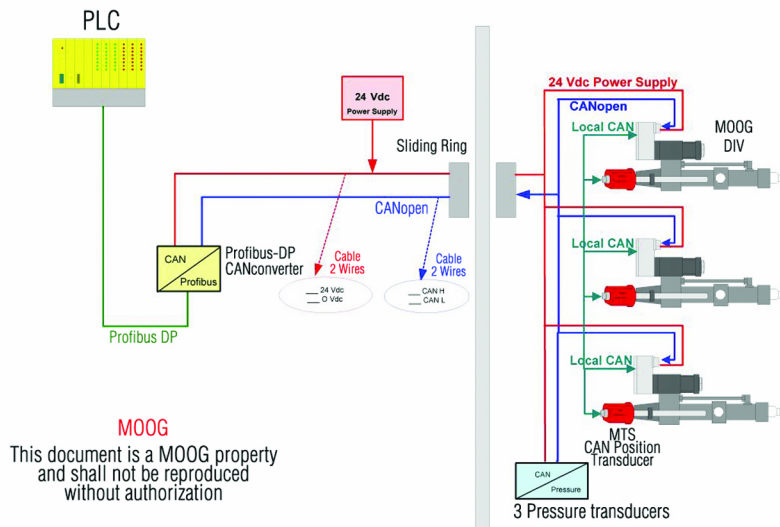 PLC
24 Vdc
Power Supply
Sliding Ring
CANopen
CAN
Profibus
Profibus-DP
CANconverter
Profibus DP
Cable
2 Wires
24 Vdc
O Vdc
Cable
2 Wires
CAN H
CAN L
24 Vdc Power Supply
CANopen
Local CAN
MOOG
DIV
Local CAN
Local CAN
MTS
CAN Position
Transducer
CAN
Pressure
3 Pressure transducers
MOOG
This document is a MOOG property
and shall not be reproduced
without authorization